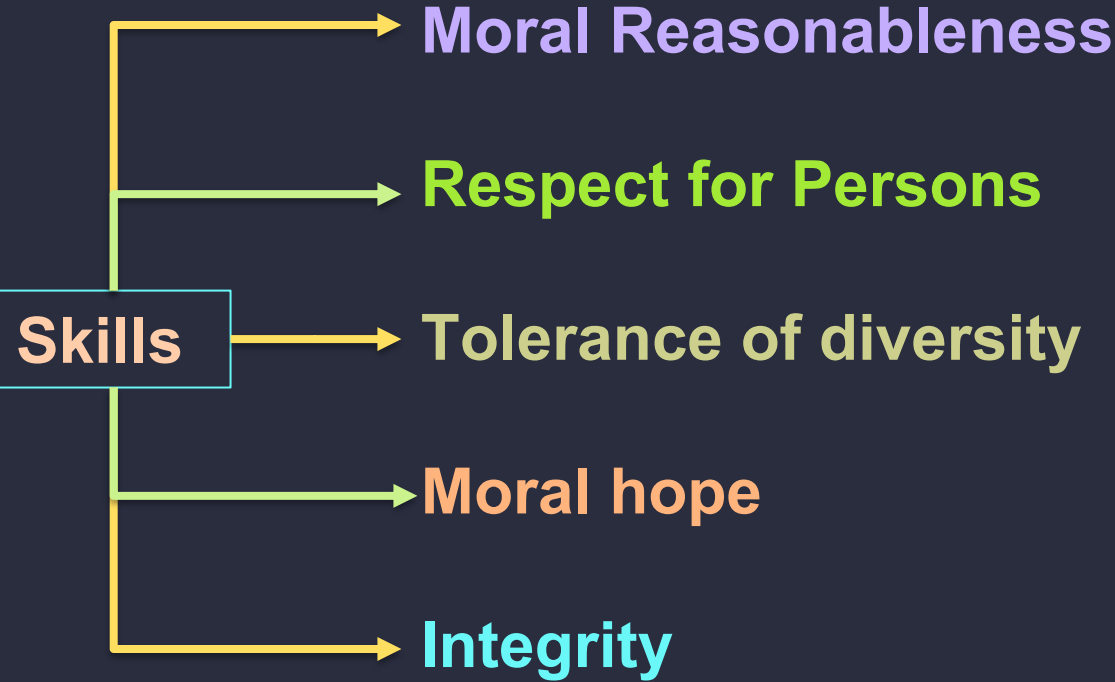 Moral Reasonableness
Respect for Persons
Skills
Tolerance of diversity
Moral hope
Integrity